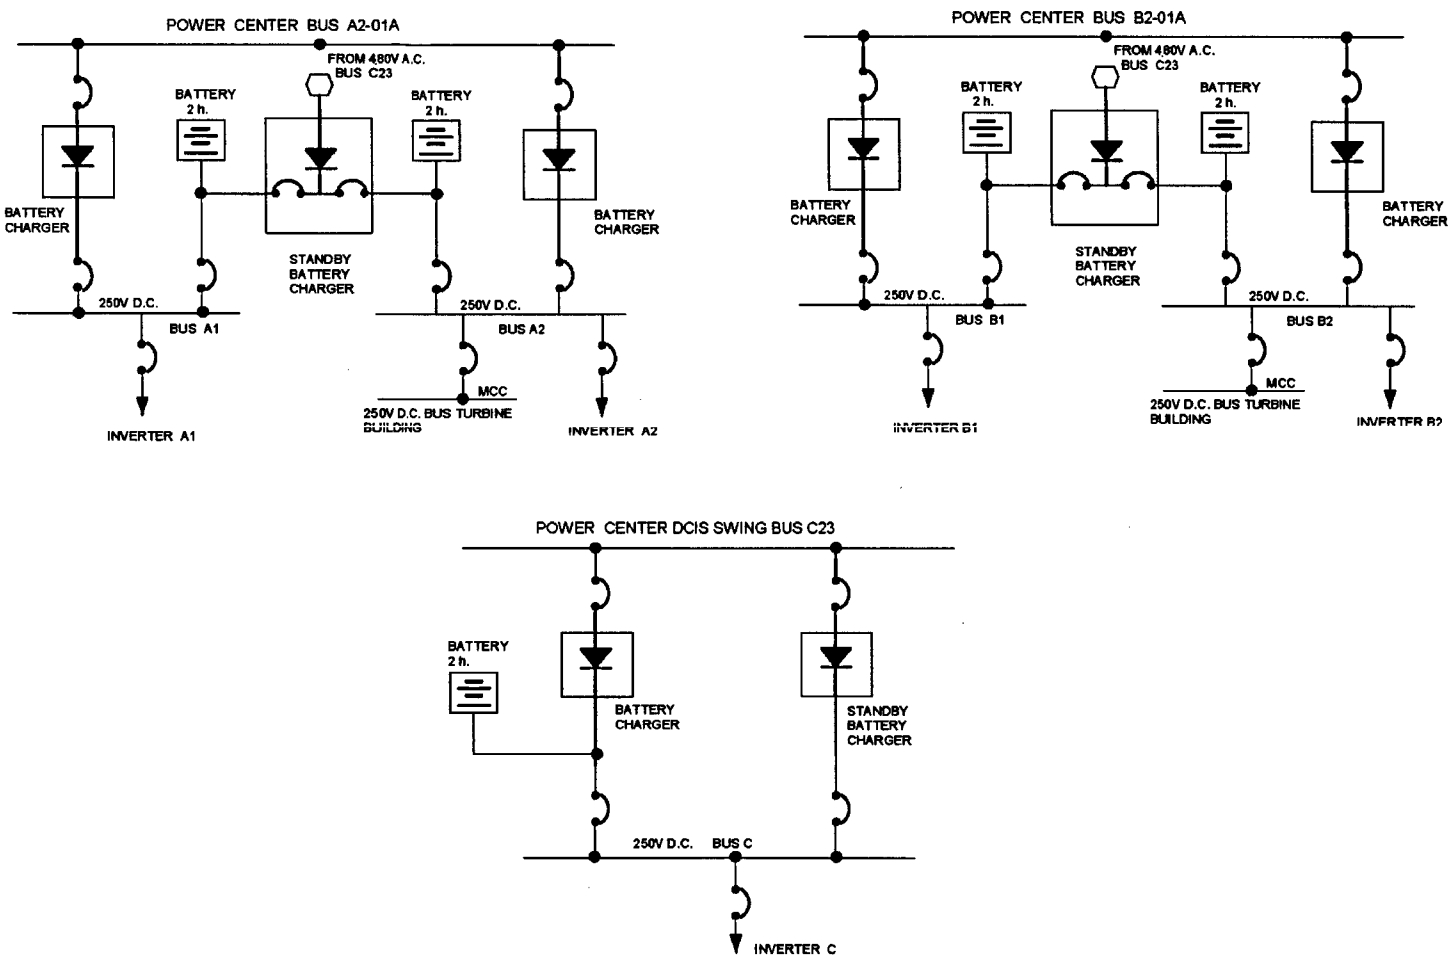 POWER CENTER BUS A2-01A
FROM 480V A.C.
BUS C23
BATTERY
2 h.
BATTERY
2 h.
BATTERY
CHARGER
STANDBY
BATTERY
CHARGER
BATTERY
CHARGER
250V D.C.
BUS A1
250V D.C.
BUS A2
INVERTER A1
MCC
250V D.C. BUS TURBINE
BUILDING
INVERTER A2
POWER CENTER BUS B2-01A
FROM 480V A.C.
BUS C23
BATTERY
2 h.
BATTERY
2 h.
BATTERY
CHARGER
STANDBY
BATTERY
CHARGER
BATTERY
CHARGER
250V D.C.
BUS B1
250V D.C.
BUS B2
INVERTER B1
MCC
250V D.C. BUS TURBINE
BUILDING
INVERTER B2
POWER CENTER DCIS SWING BUS C23
BATTERY
2 h.
BATTERY
CHARGER
STANDBY
BATTERY
CHARGER
250V D.C. BUS C
INVERTER C